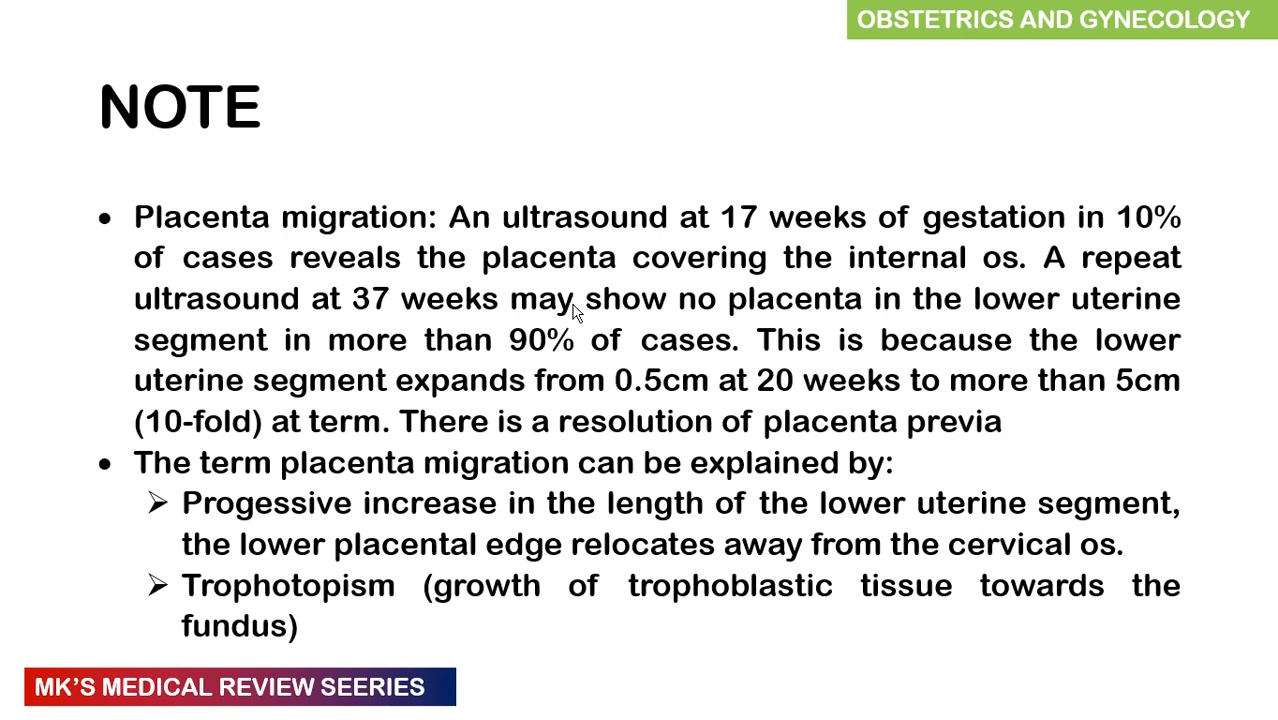 OBSTETRICS AND GYNECOLOGY
NOTE
• Placenta migration: An ultrasound at 17 weeks of gestation in 10%
of cases reveals the placenta covering the internal os. A repeat
ultrasound at 37 weeks may show no placenta in the lower uterine
segment in more than 90% of cases. This is because the lower
uterine segment expands from 0.5cm at 20 weeks to more than 5cm
(10-fold) at term. There is a resolution of placenta previa
• The term placenta migration can be explained by:
➢ Progessive increase in the length of the lower uterine segment,
the lower placental edge relocates away from the cervical os.
➢ Trophotopism (growth of trophoblastic tissue towards the
fundus)
MK'S MEDICAL REVIEW SEERIES